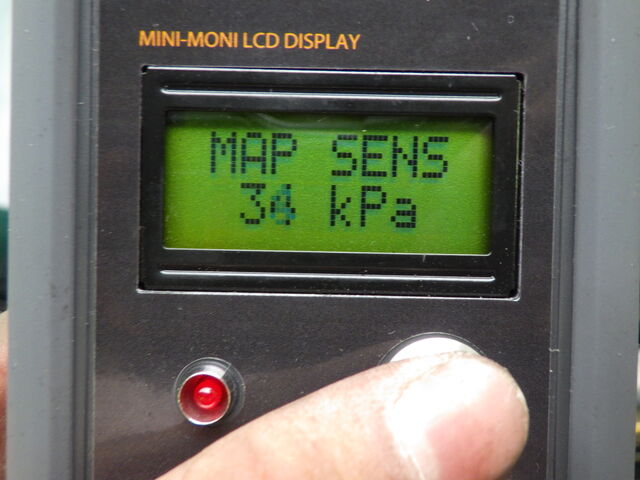 MINI-MONI LCD DISPLAY
MAP SENS
kPa